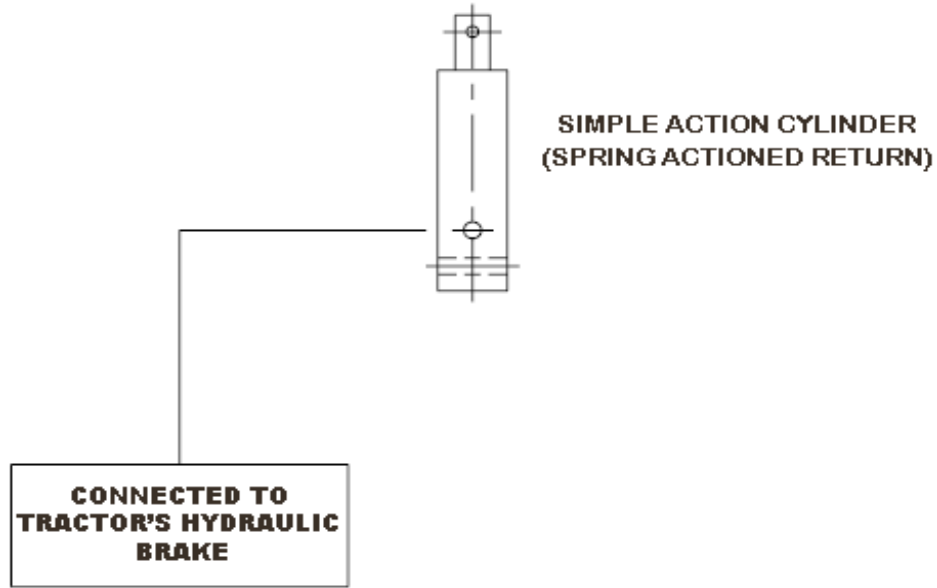 SIMPLE ACTION CYLINDER
(SPRING ACTIONED RETURN)
CONNECTED TO
TRACTOR'S HYDRAULIC
BRAKE